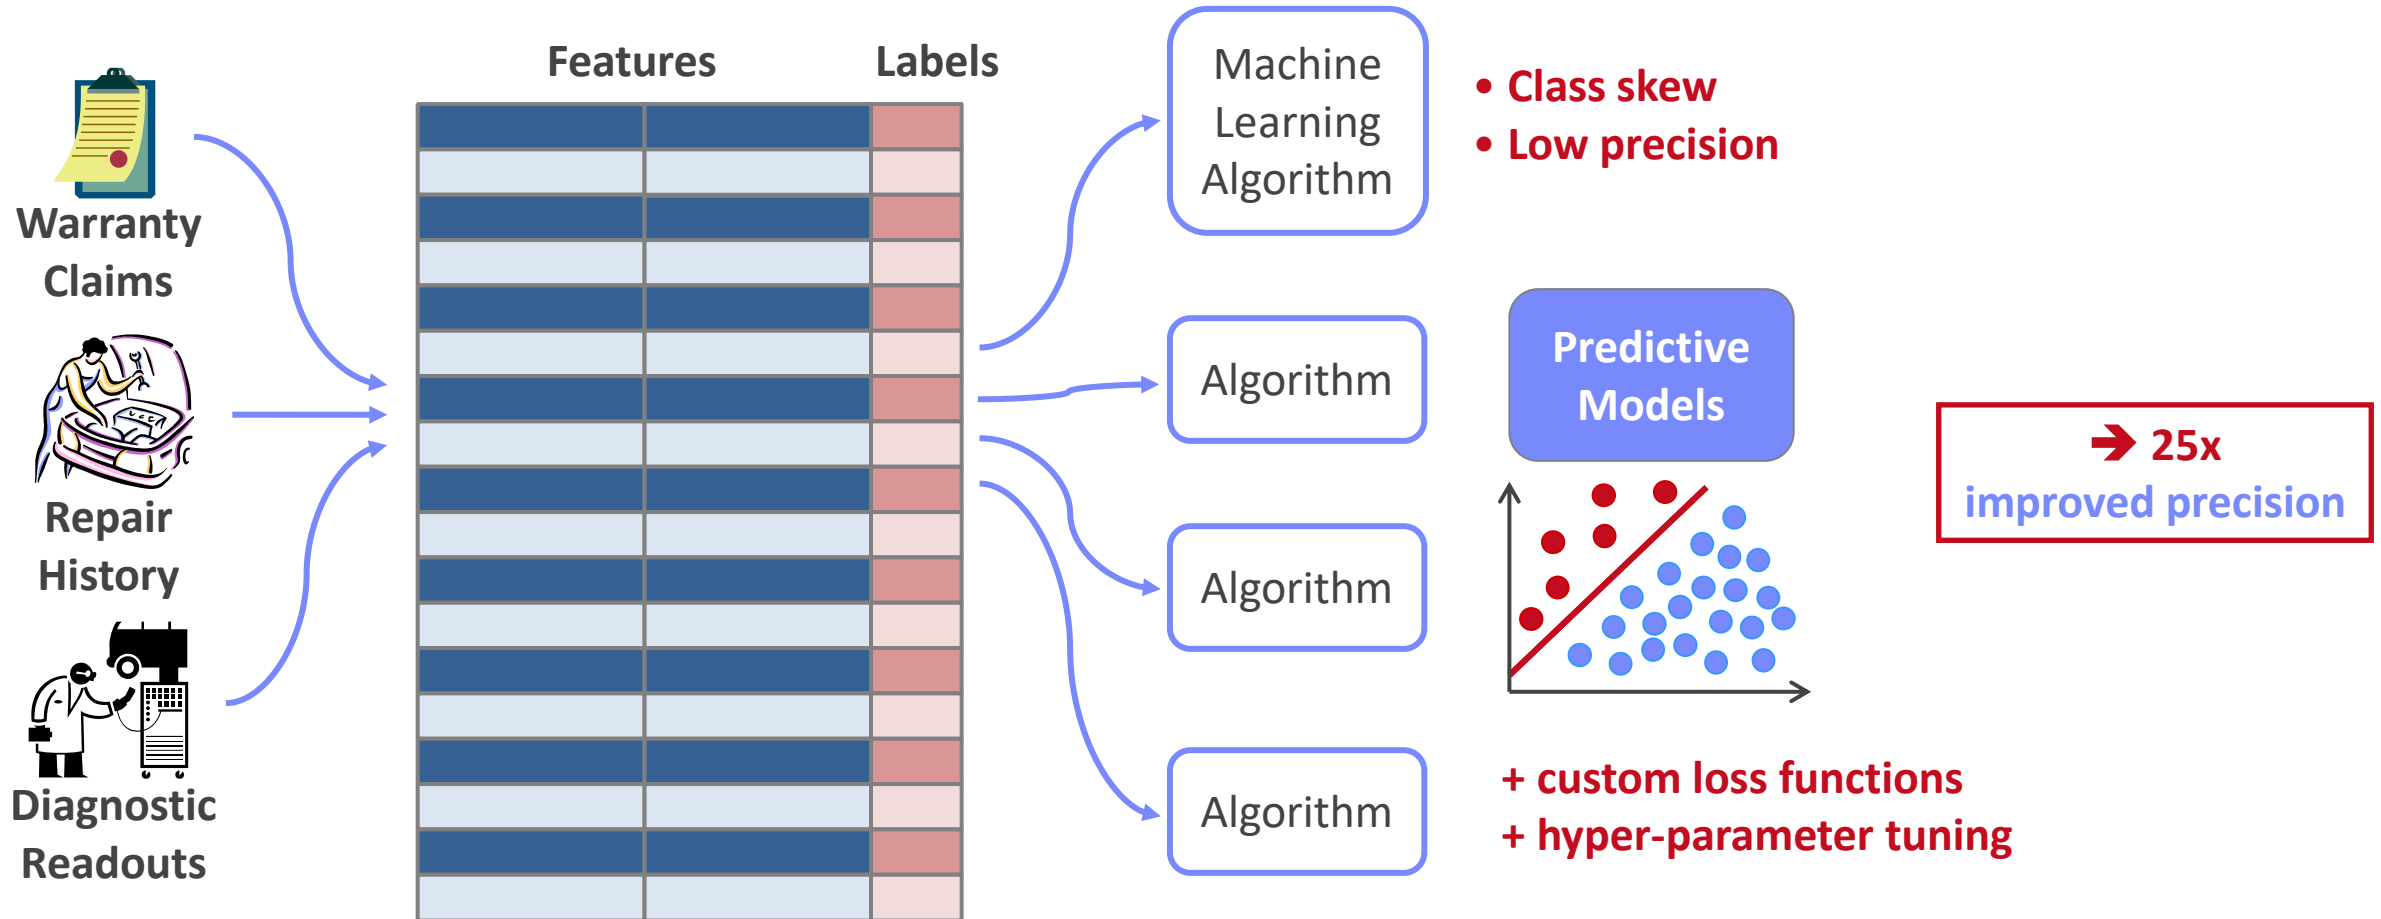 Warranty
Claims
Repair
History
Diagnostic
Readouts
Features
Labels
Machine
Learning
Algorithm
Algorithm
Algorithm
Algorithm
• Class skew
• Low precision
Predictive
Models
+ custom loss functions
+ hyper-parameter tuning
➔ 25x
improved precision